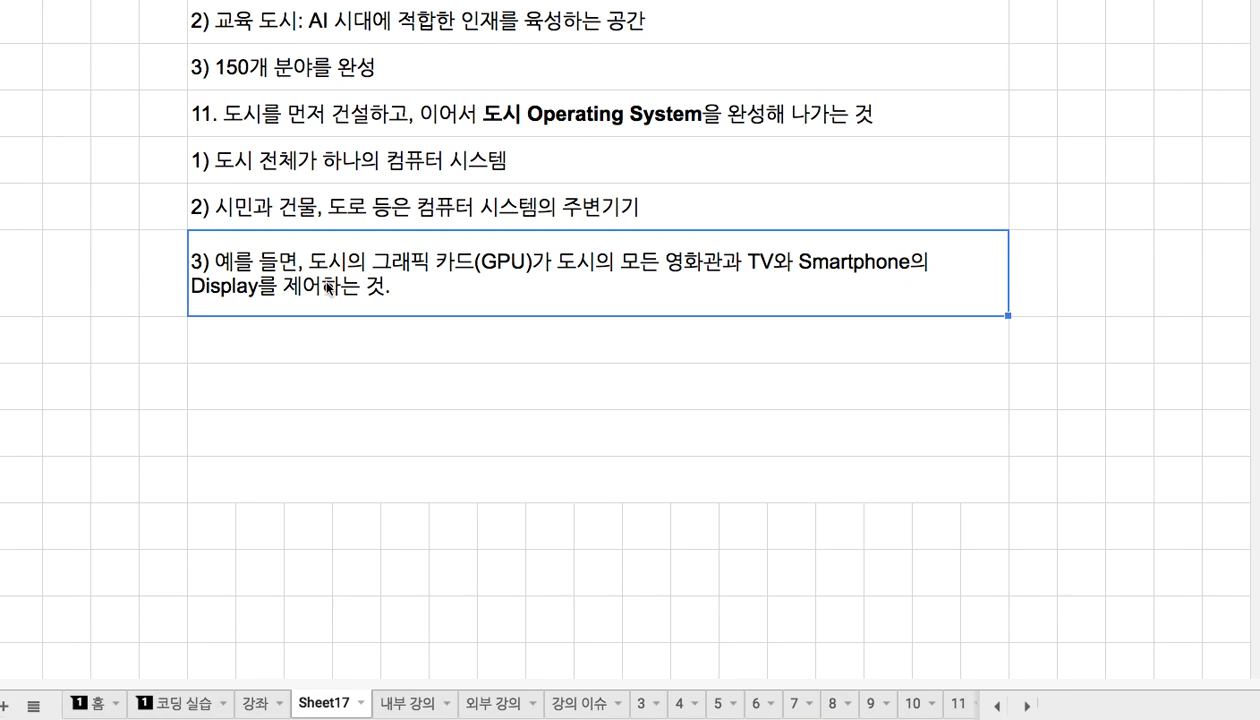 2) 교육 도시: AI 시대에 적합한 인재를 육성하는 공간
3) 150개 분야를 완성
11. 도시를 먼저 건설하고, 이어서 도시 Operating System을 완성해 나가는 것
1) 도시 전체가 하나의 컴퓨터 시스템
2) 시민과 건물, 도로 등은 컴퓨터 시스템의 주변기기
3) 예를 들면, 도시의 그래픽 카드(GPU)가 도시의 모든 영화관과 TV와 Smartphone의
Display를 제어하는 것.
1 홈 1 코딩 실습 강좌 Sheet17 내부 강의 외부 강의 강의 이슈 3 4 5 6 7 8 9 10 11